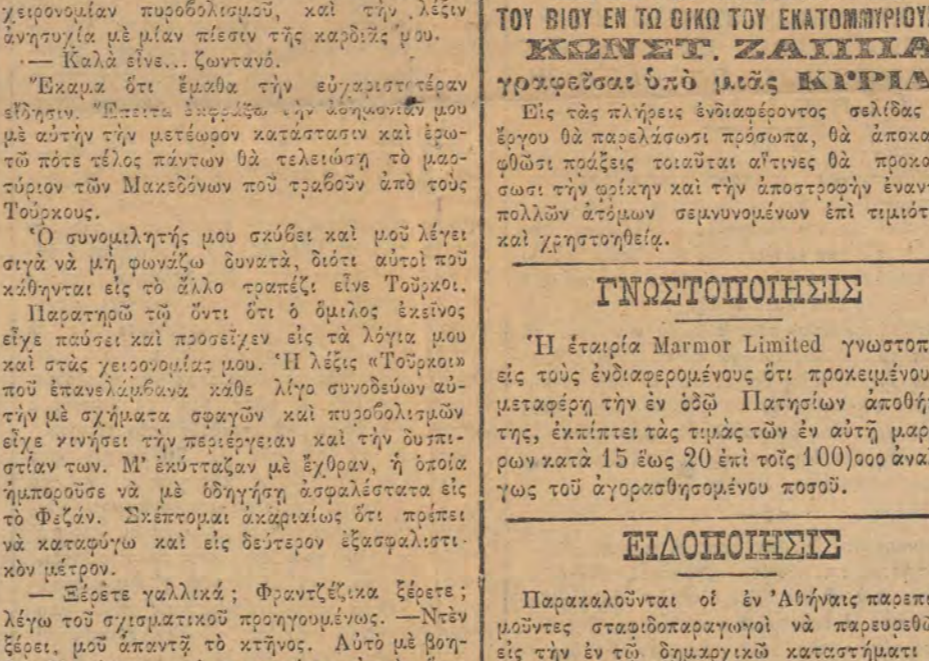 χειρονομίαν πυροβολισμοῦ, καὶ τὴν λέξιν
ἀνησυχία μὲ μίαν πίεσιν τῆς καρδιᾶς μου.
— Καλὰ εἶνε... ζωντανό.
Ἔκαμα ὅτι ἔμαθα τὴν εὐχαριστοτέραν
εἴδησιν. Ἔπειτα ἐκφράζω τὴν ἀδημονίαν μου
μὲ αὐτὴν τὴν μετέωρον κατάστασιν καὶ ἐρω-
τῶ πότε τέλος πάντων θὰ τελειώσῃ τὸ μαρ-
τύριον τῶν Μακεδόνων ποῦ τραβοῦν ἀπὸ τοὺς
Τούρκους.
Ὁ συνομιλητής μου σκύβει καὶ μοῦ λέγει
σιγὰ νὰ μὴ φωνάζω δυνατὰ, διότι αὐτοὶ ποῦ
κάθηνται εἰς τὸ ἄλλο τραπέζι εἶνε Τοῦρκοι.
Παρατηρῶ τῷ ὄντι ὅτι ὁ ὅμιλος ἐκεῖνος
εἶχε παύσει καὶ προσεῖχεν εἰς τὰ λόγια μου
καὶ στὰς χειρονομίας μου. Ἡ λέξις «Τοῦρκοι»
ποῦ ἐπανελάμβανα κάθε λίγο συνοδεύων αὐ-
τὴν μὲ σχήματα σφαγῶν καὶ πυροβολισμῶν
εἶχε κινήσει τὴν περιέργειαν καὶ τὴν δυσπι-
στίαν των. Μ' ἐκύτταζαν μὲ ἔχθραν, ἡ ὁποία
ἠμποροῦσε νὰ μὲ ὁδηγήσῃ ἀσφαλέστατα εἰς
τὸ Φεζάν. Σκέπτομαι ἀκαριαίως ὅτι πρέπει
νὰ καταφύγω καὶ εἰς δεύτερον ἐξασφαλιστι-
κὸν μέτρον.
— Ξέρετε γαλλικά; Φραντζέζικα ξέρετε;
λέγω τοῦ σχισματικοῦ προηγουμένως. —Ντὲν
ξέρει, μοῦ ἀπαντᾷ τὸ κτῆνος. Αὐτὸ μὲ βοη-
ΤΟΥ ΒΙΟΥ ΕΝ ΤΩ ΟΙΚΩ ΤΟΥ ΕΚΑΤΟΜΜΥΡΙΟΥ
ΚΩΝΣΤ. ΖΑΠΠΑ
γραφεῖσαι ὑπὸ μιᾶς ΚΥΡΙΑ
Εἰς τὰς πλήρεις ἐνδιαφέροντος σελίδας
ἔργου θὰ παρελάσωσι πρόσωπα, θὰ ἀποκα
φθῶσι πράξεις τοιαῦται αἵτινες θὰ προκα
σωσι τὴν φρίκην καὶ τὴν ἀποστροφὴν ἐναντ
πολλῶν ἀτόμων σεμνυνομένων ἐπὶ τιμιότ
καὶ χρηστοηθείᾳ.
ΓΝΩΣΤΟΠΟΙΗΣΙΣ
Ἡ ἑταιρία Marmor Limited γνωστοπ
εἰς τοὺς ἐνδιαφερομένους ὅτι προκειμένου
μεταφέρῃ τὴν ἐν ὁδῷ Πατησίων ἀποθή
της, ἐκπίπτει τὰς τιμὰς τῶν ἐν αὐτῇ μαρ
ρων κατὰ 15 ἕως 20 ἐπὶ τοῖς 100)οοο ἀνα
γως τοῦ ἀγορασθησομένου ποσοῦ.
ΕΙΔΟΠΟΙΗΣΙΣ
Παρακαλοῦνται οἱ ἐν Ἀθήναις παρεπι
μοῦντες σταφιδοπαραγωγοὶ νὰ παρευρεθῶ
εἰς τὴν ἐν τῷ δημαρχικῷ καταστήματι